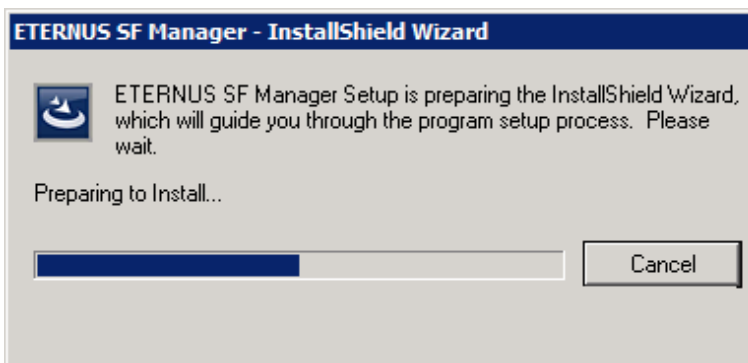 ETERNUS SF Manager - InstallShield Wizard
ETERNUS SF Manager Setup is preparing the InstallShield Wizard,
which will guide you through the program setup process.  Please
wait.
Preparing to Install...
Cancel